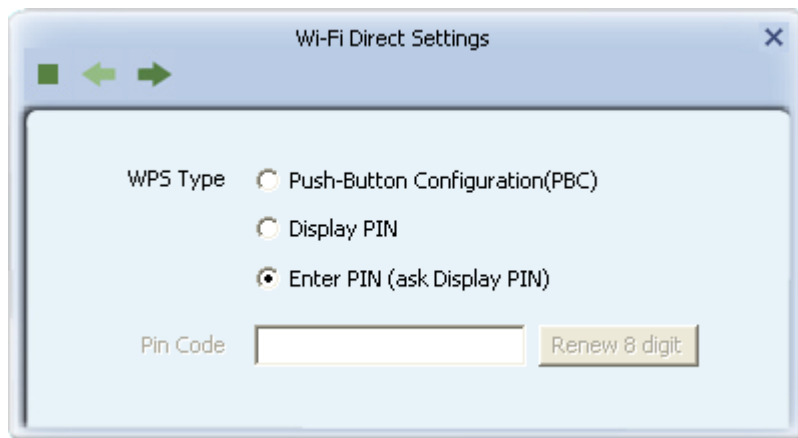 Wi-Fi Direct Settings
WPS Type
Push-Button Configuration(PBC)
Display PIN
Enter PIN (ask Display PIN)
Pin Code
Renew 8 digit